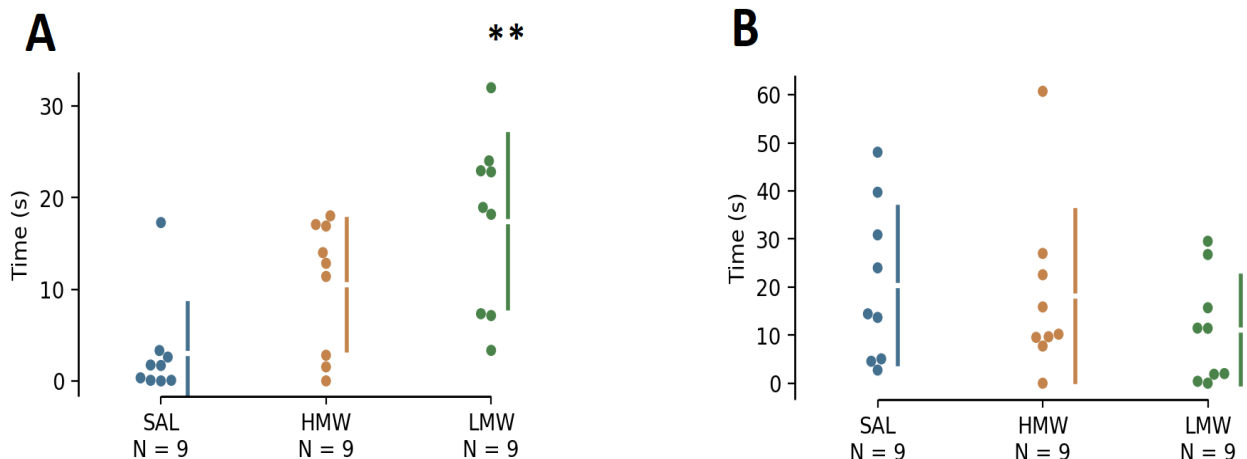 A
**
Time (s)
30
20
10
0
SAL HMW LMW
N = 9 N = 9 N = 9
B
Time (s)
60
50
40
30
20
10
0
SAL HMW LMW
N = 9 N = 9 N = 9